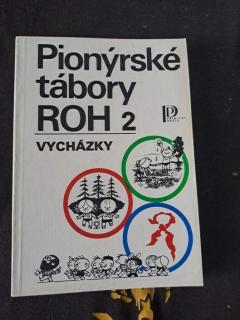 Pionýrské
tábory
ROH 2
VYCHÁZKY